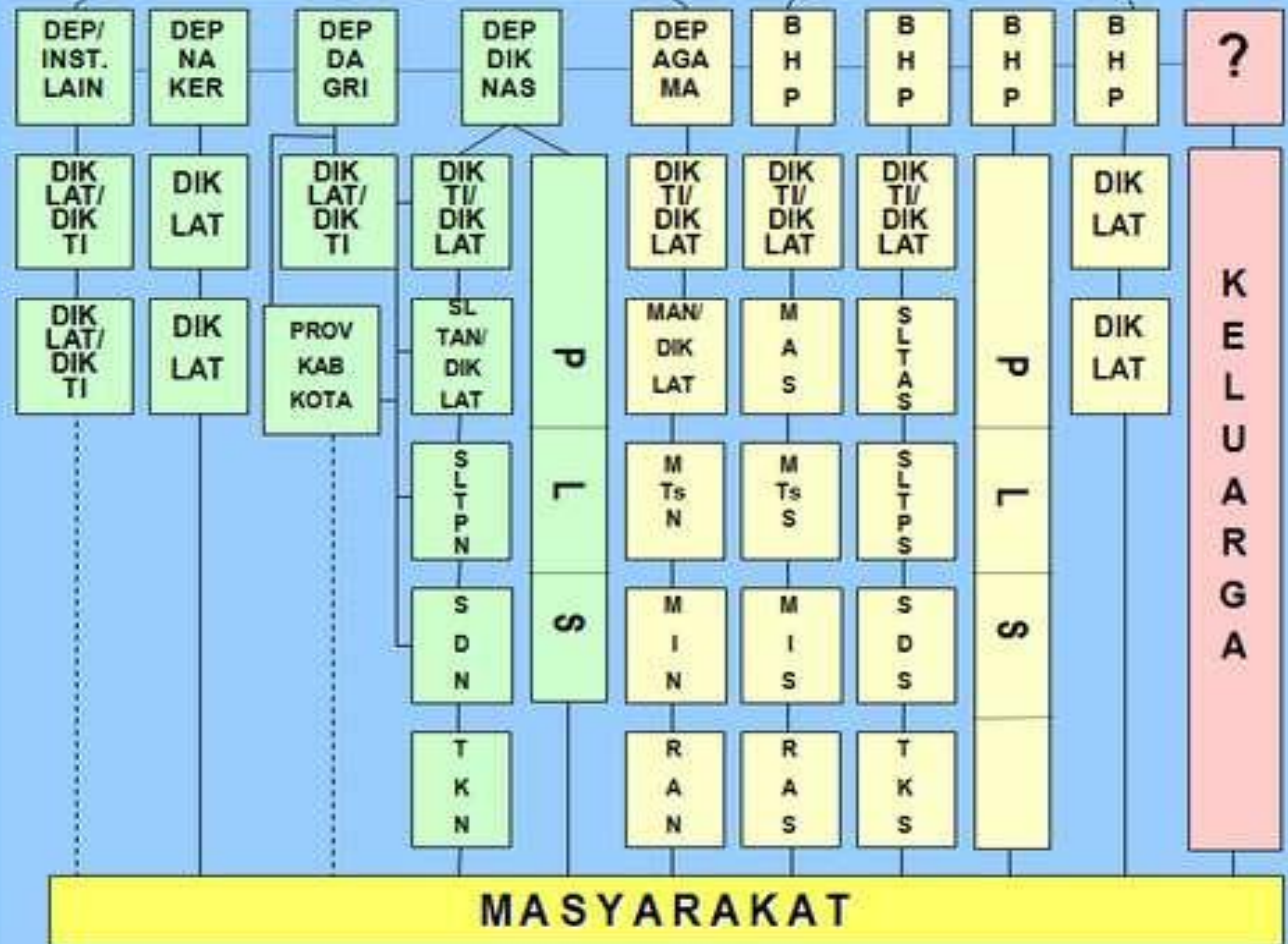 DEP/
INST.
LAIN
DEP
NA
KER
DEP
DA
GRI
DEP
DIK
NAS
DEP
AGA
MA
B
H
P
B
H
P
B
H
P
B
H
P
?
DIK
LAT/
DIK
TI
DIK
LAT
DIK
LAT/
DIK
TI
DIK
TI/
DIK
LAT
P
L
S
DIK
TI/
DIK
LAT
DIK
TI/
DIK
LAT
DIK
TI/
DIK
LAT
P
L
S
DIK
LAT
K
E
L
U
A
R
G
A
DIK
LAT/
DIK
TI
DIK
LAT
PROV
KAB
KOTA
SL
TAN/
DIK
LAT
MAN/
DIK
LAT
M
A
S
S
L
T
A
S
DIK
LAT
S
L
T
P
N
M
Ts
N
M
Ts
S
S
L
T
P
S
S
D
N
M
I
N
M
I
S
S
D
S
T
K
N
R
A
N
R
A
S
T
K
S
MASYARAKAT